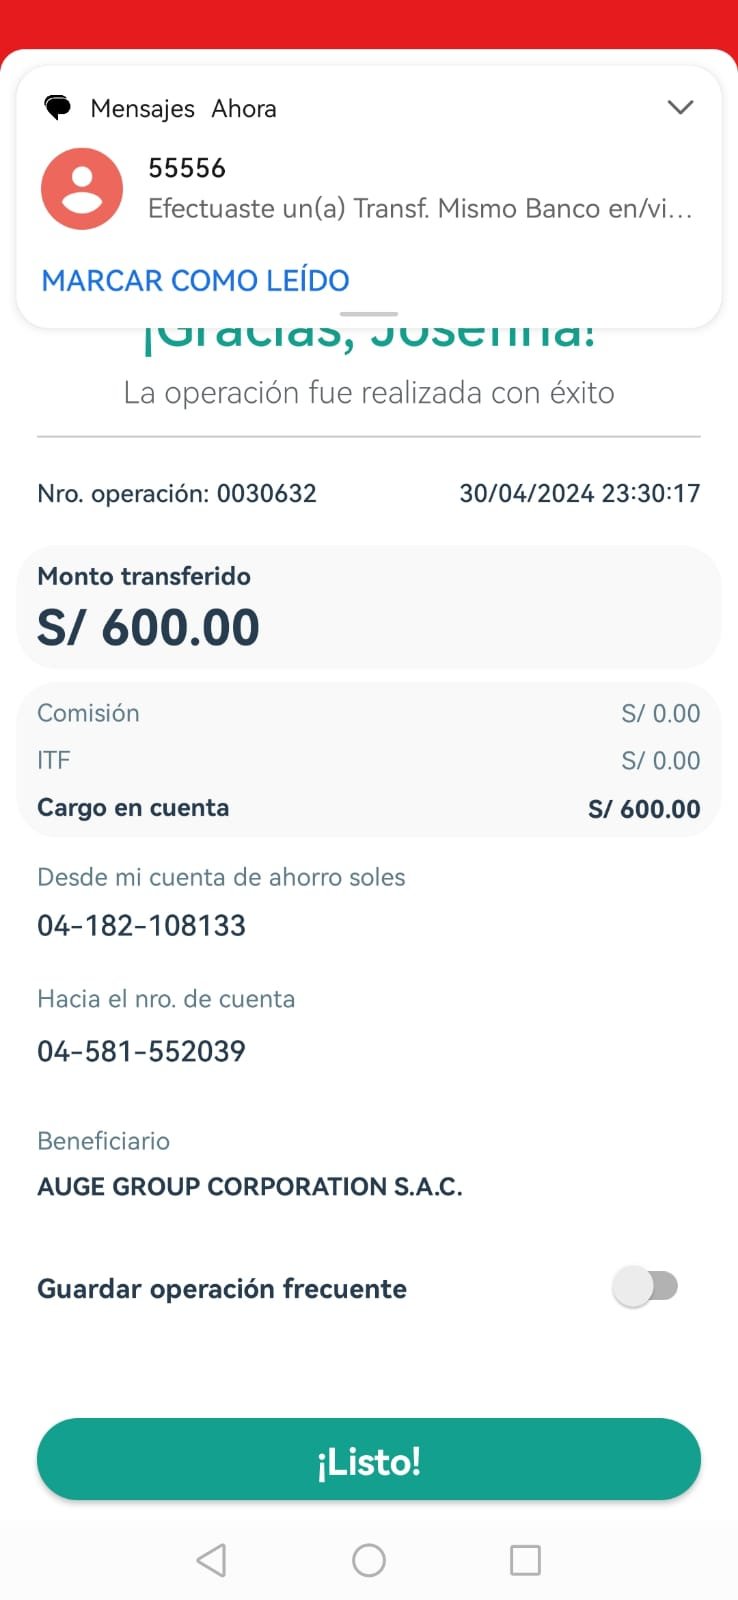 Mensajes Ahora
55556
Efectuaste un(a) Transf. Mismo Banco en/vi...
MARCAR COMO LEÍDO
¡Gracias, Josefina!
La operación fue realizada con éxito
Nro. operación: 0030632 30/04/2024 23:30:17
Monto transferido
S/ 600.00
Comisión S/ 0.00
ITF S/ 0.00
Cargo en cuenta S/ 600.00
Desde mi cuenta de ahorro soles
04-182-108133
Hacia el nro. de cuenta
04-581-552039
Beneficiario
AUGE GROUP CORPORATION S.A.C.
Guardar operación frecuente
¡Listo!